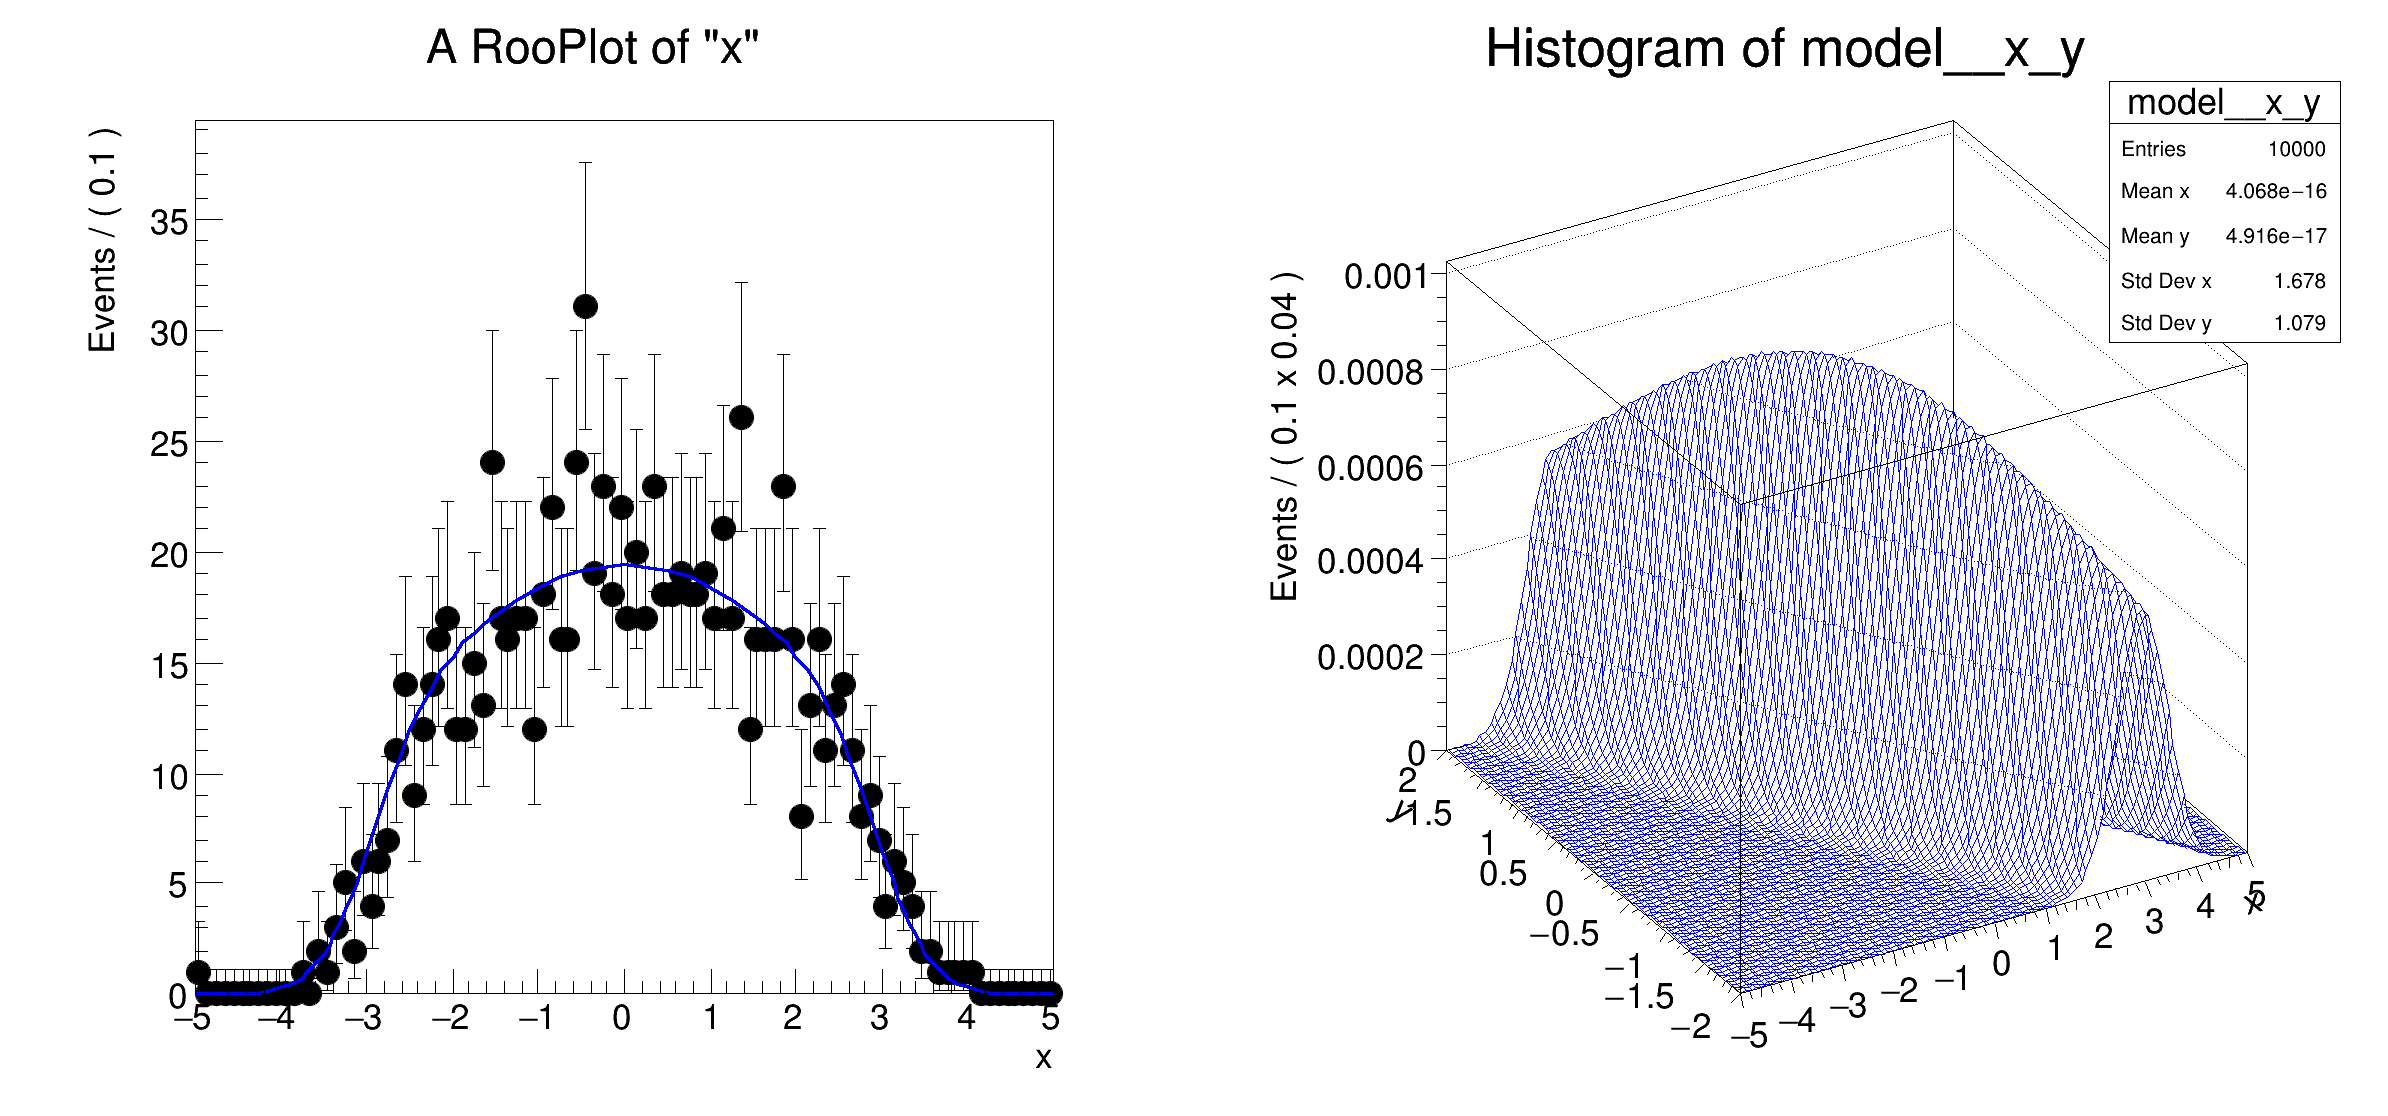 A RooPlot of "x"
Events / ( 0.1 )
35
30
25
20
15
10
5
0
−5 −4 −3 −2 −1 0 1 2 3 4 5
x
Histogram of model__x_y
model__x_y
Entries 10000
Mean x 4.068e−16
Mean y 4.916e−17
Std Dev x 1.678
Std Dev y 1.079
Events / ( 0.1 x 0.04 )
0.001
0.0008
0.0006
0.0004
0.0002
0
2
1.5
y
1
0.5
0
−0.5
−1
−1.5
−2
−5 −4 −3 −2 −1 0 1 2 3 4 5
x